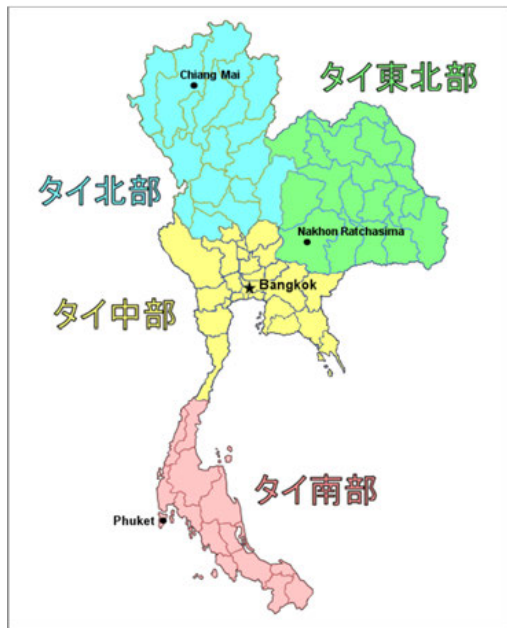 Chiang Mai
タイ東北部
タイ北部
Nakhon Ratchasima
Bangkok
タイ中部
タイ南部
Phuket